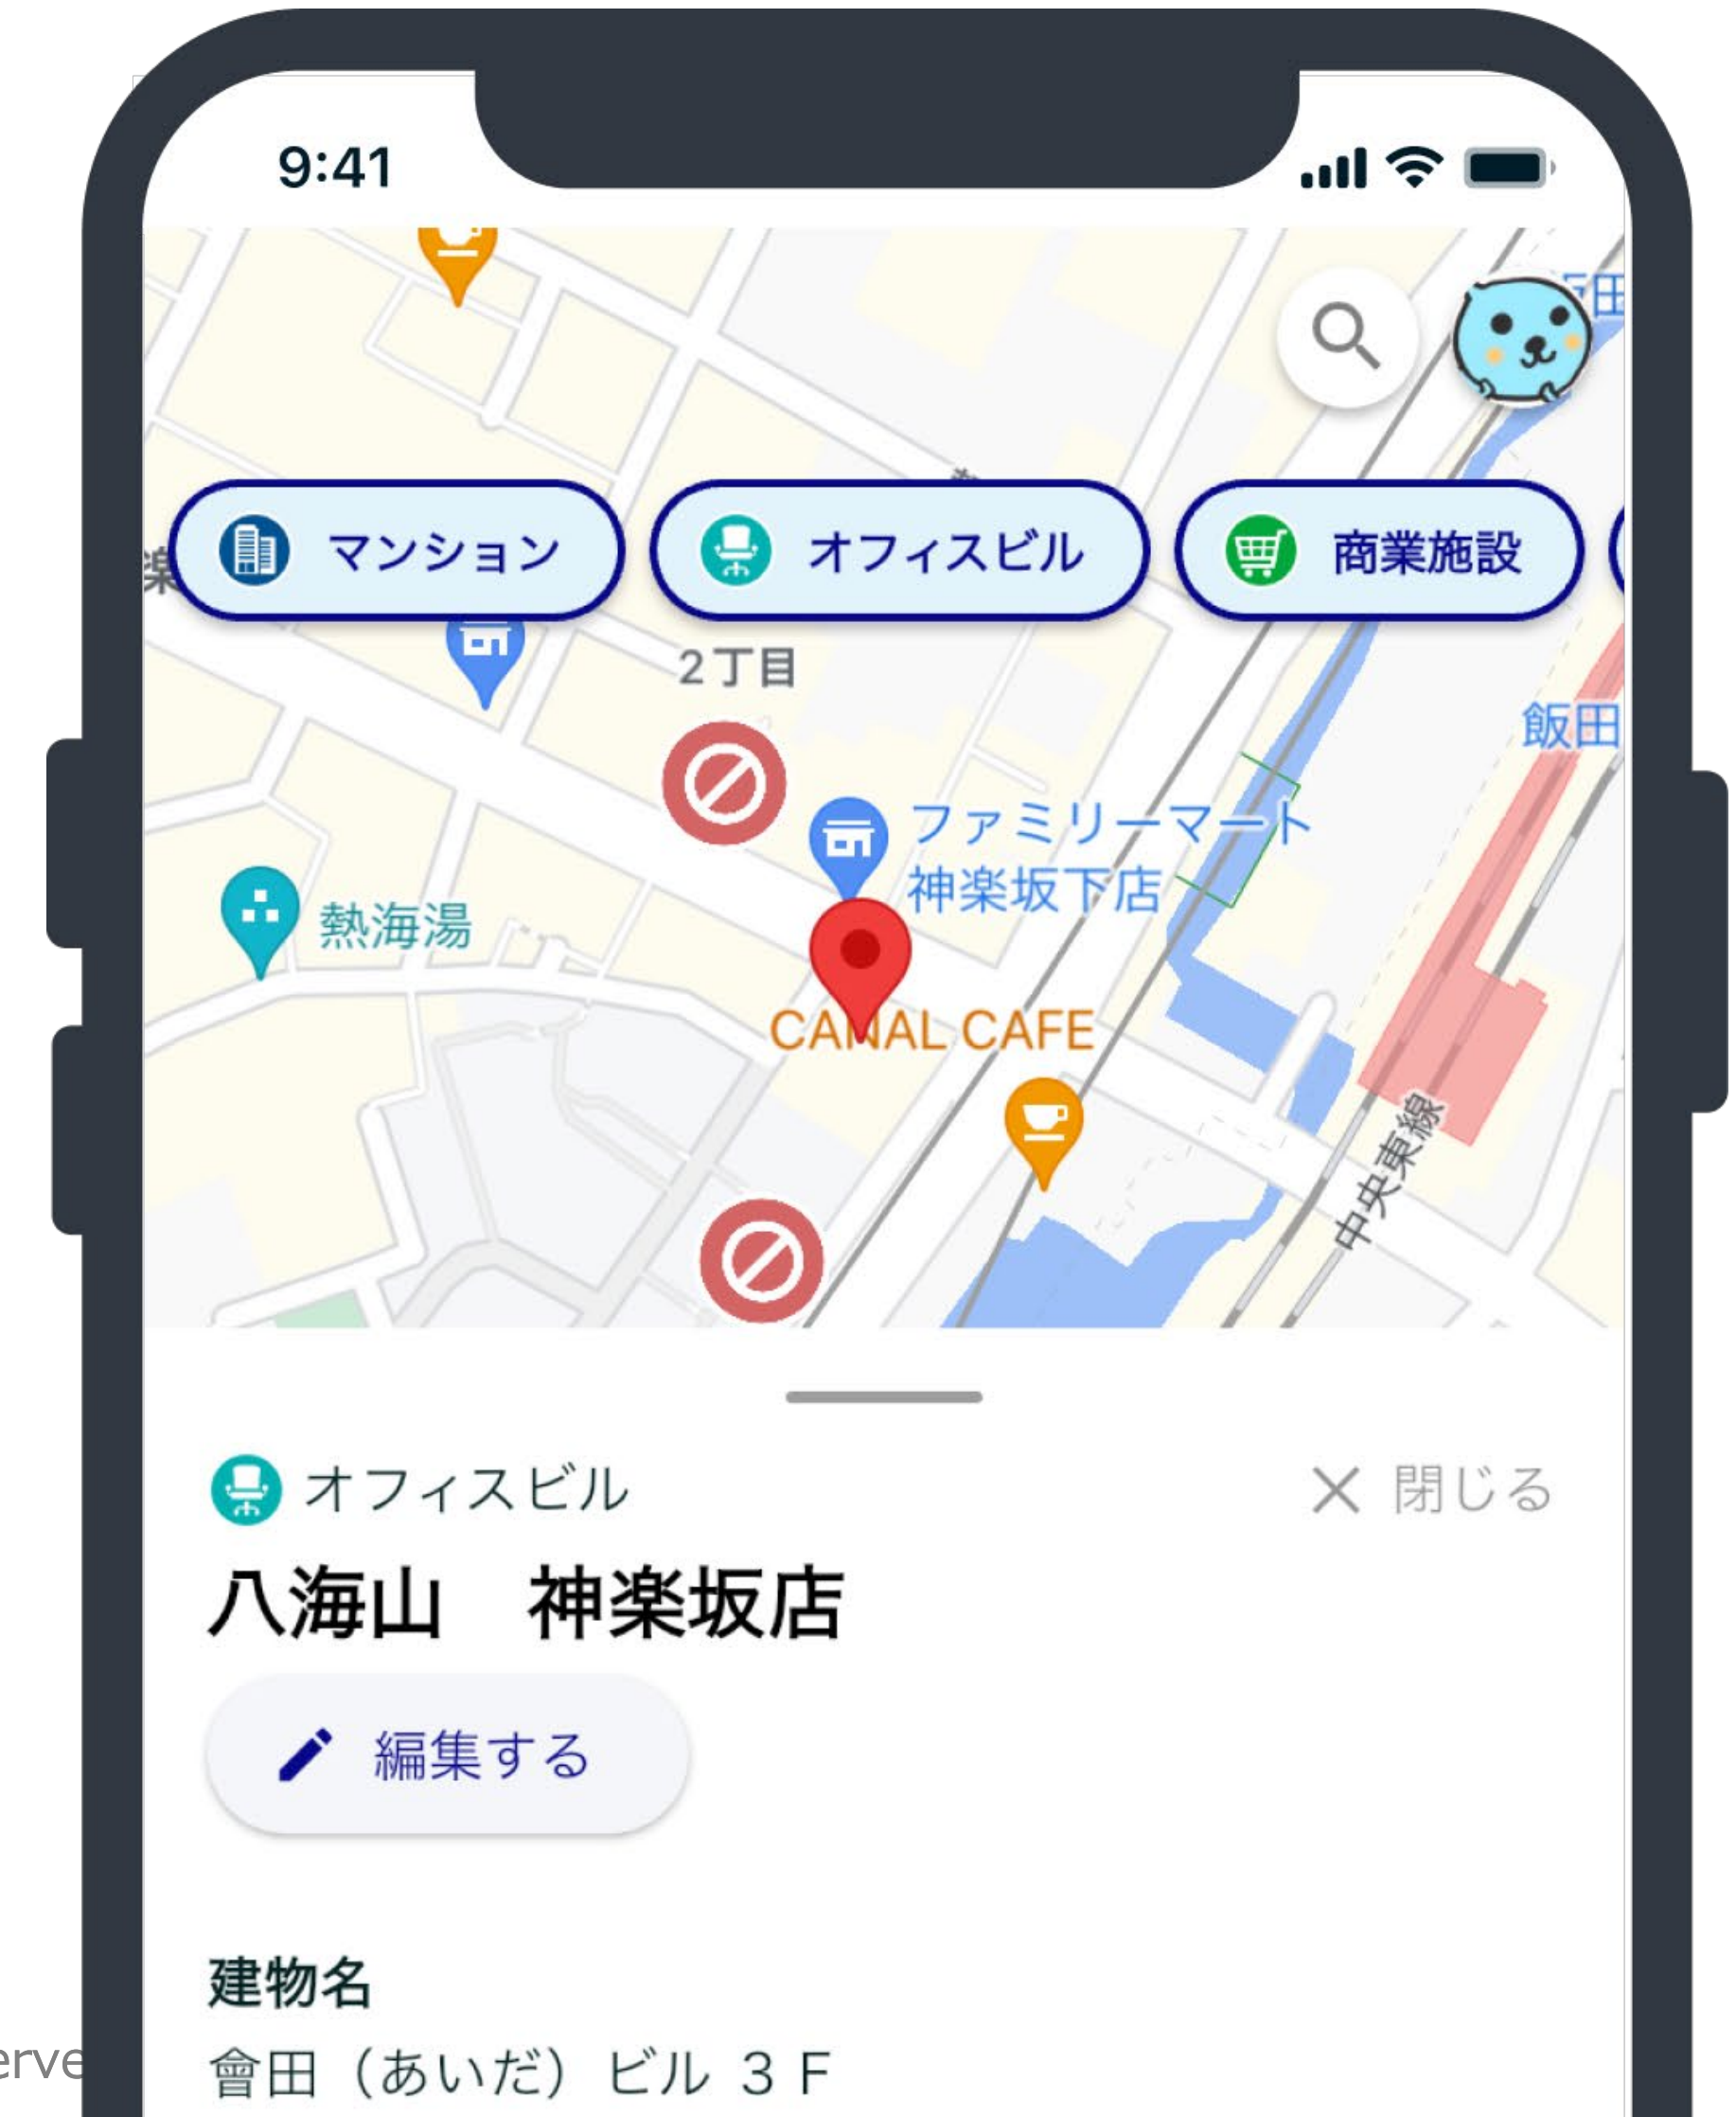 9:41
マンション
オフィスビル
商業施設
楽
2丁目
飯田
ファミリーマート
神楽坂下店
熱海湯
CANAL CAFE
中央東線
オフィスビル
閉じる
八海山　神楽坂店
編集する
建物名
會田（あいだ）ビル ３Ｆ
erve